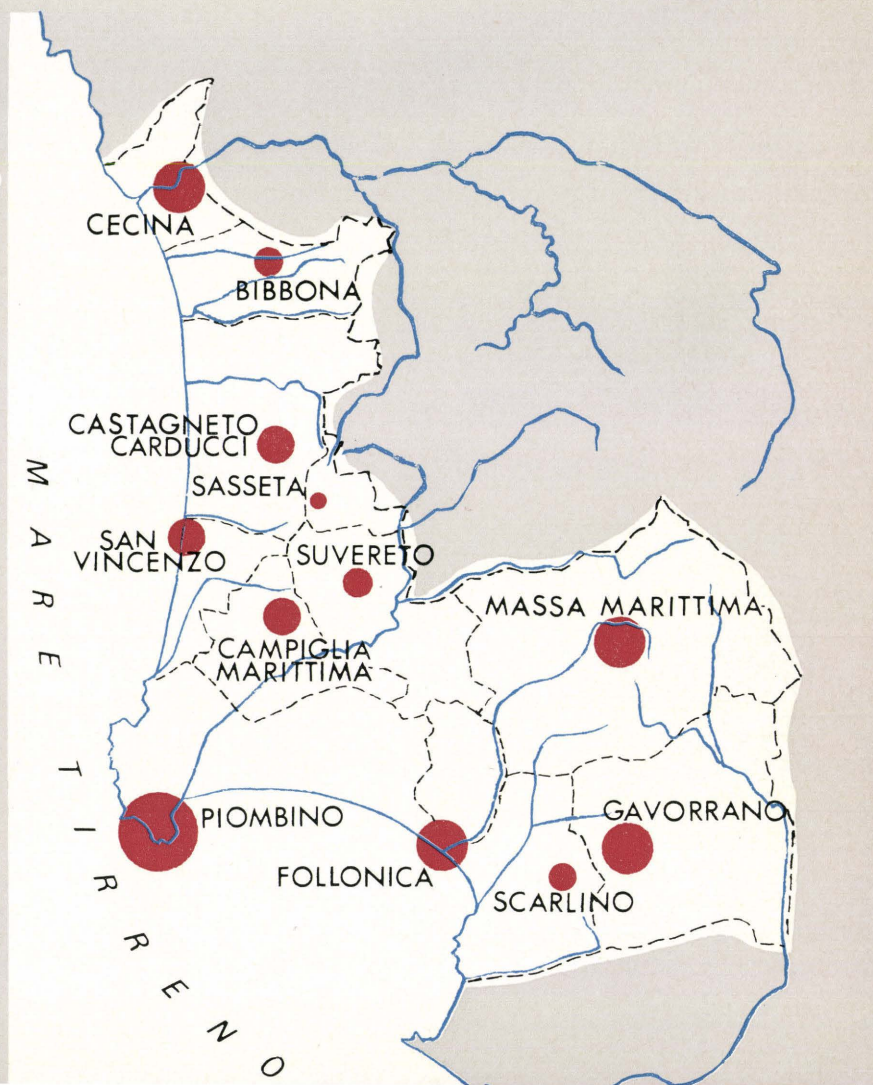 CECINA
BIBBONA
CASTAGNETO
CARDUCCI
SASSETA
SAN
VINCENZO
SUVERETO
MASSA MARITTIMA
CAMPIGLIA
MARITTIMA
PIOMBINO
FOLLONICA
GAVORRANO
SCARLINO
MARE TIRRENO